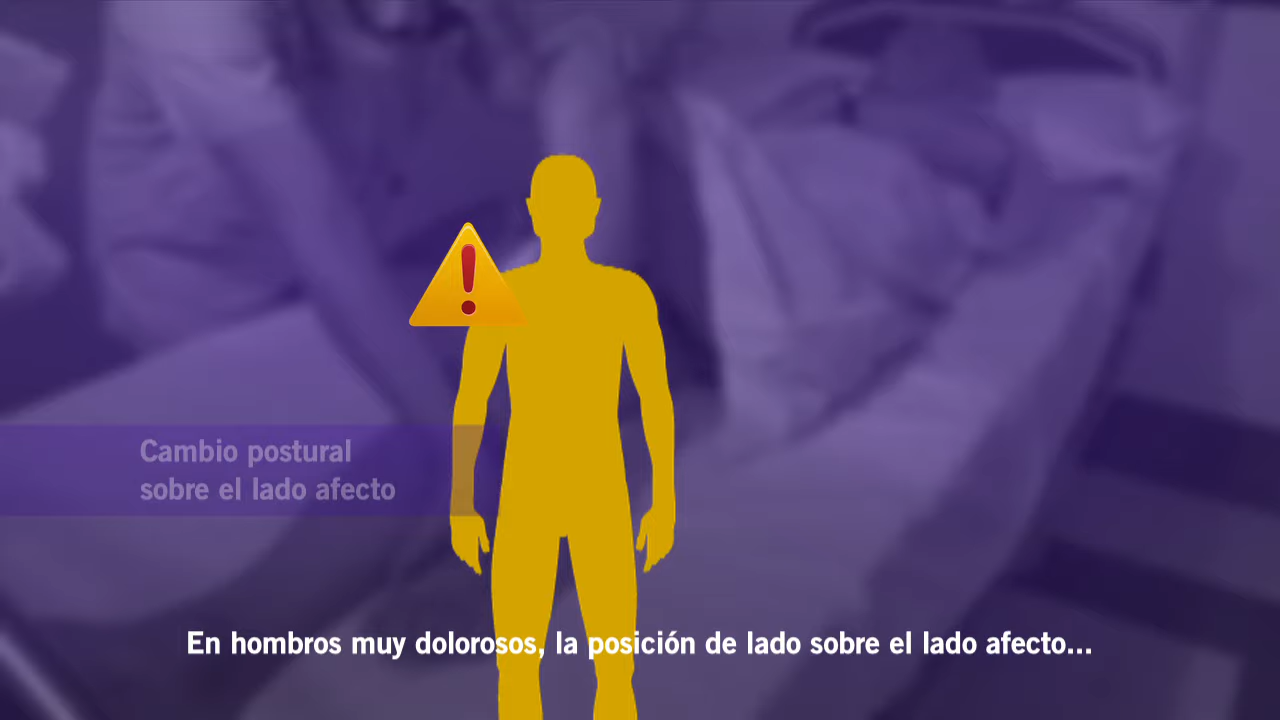 Cambio postural
sobre el lado afecto
En hombros muy dolorosos, la posición de lado sobre el lado afecto...